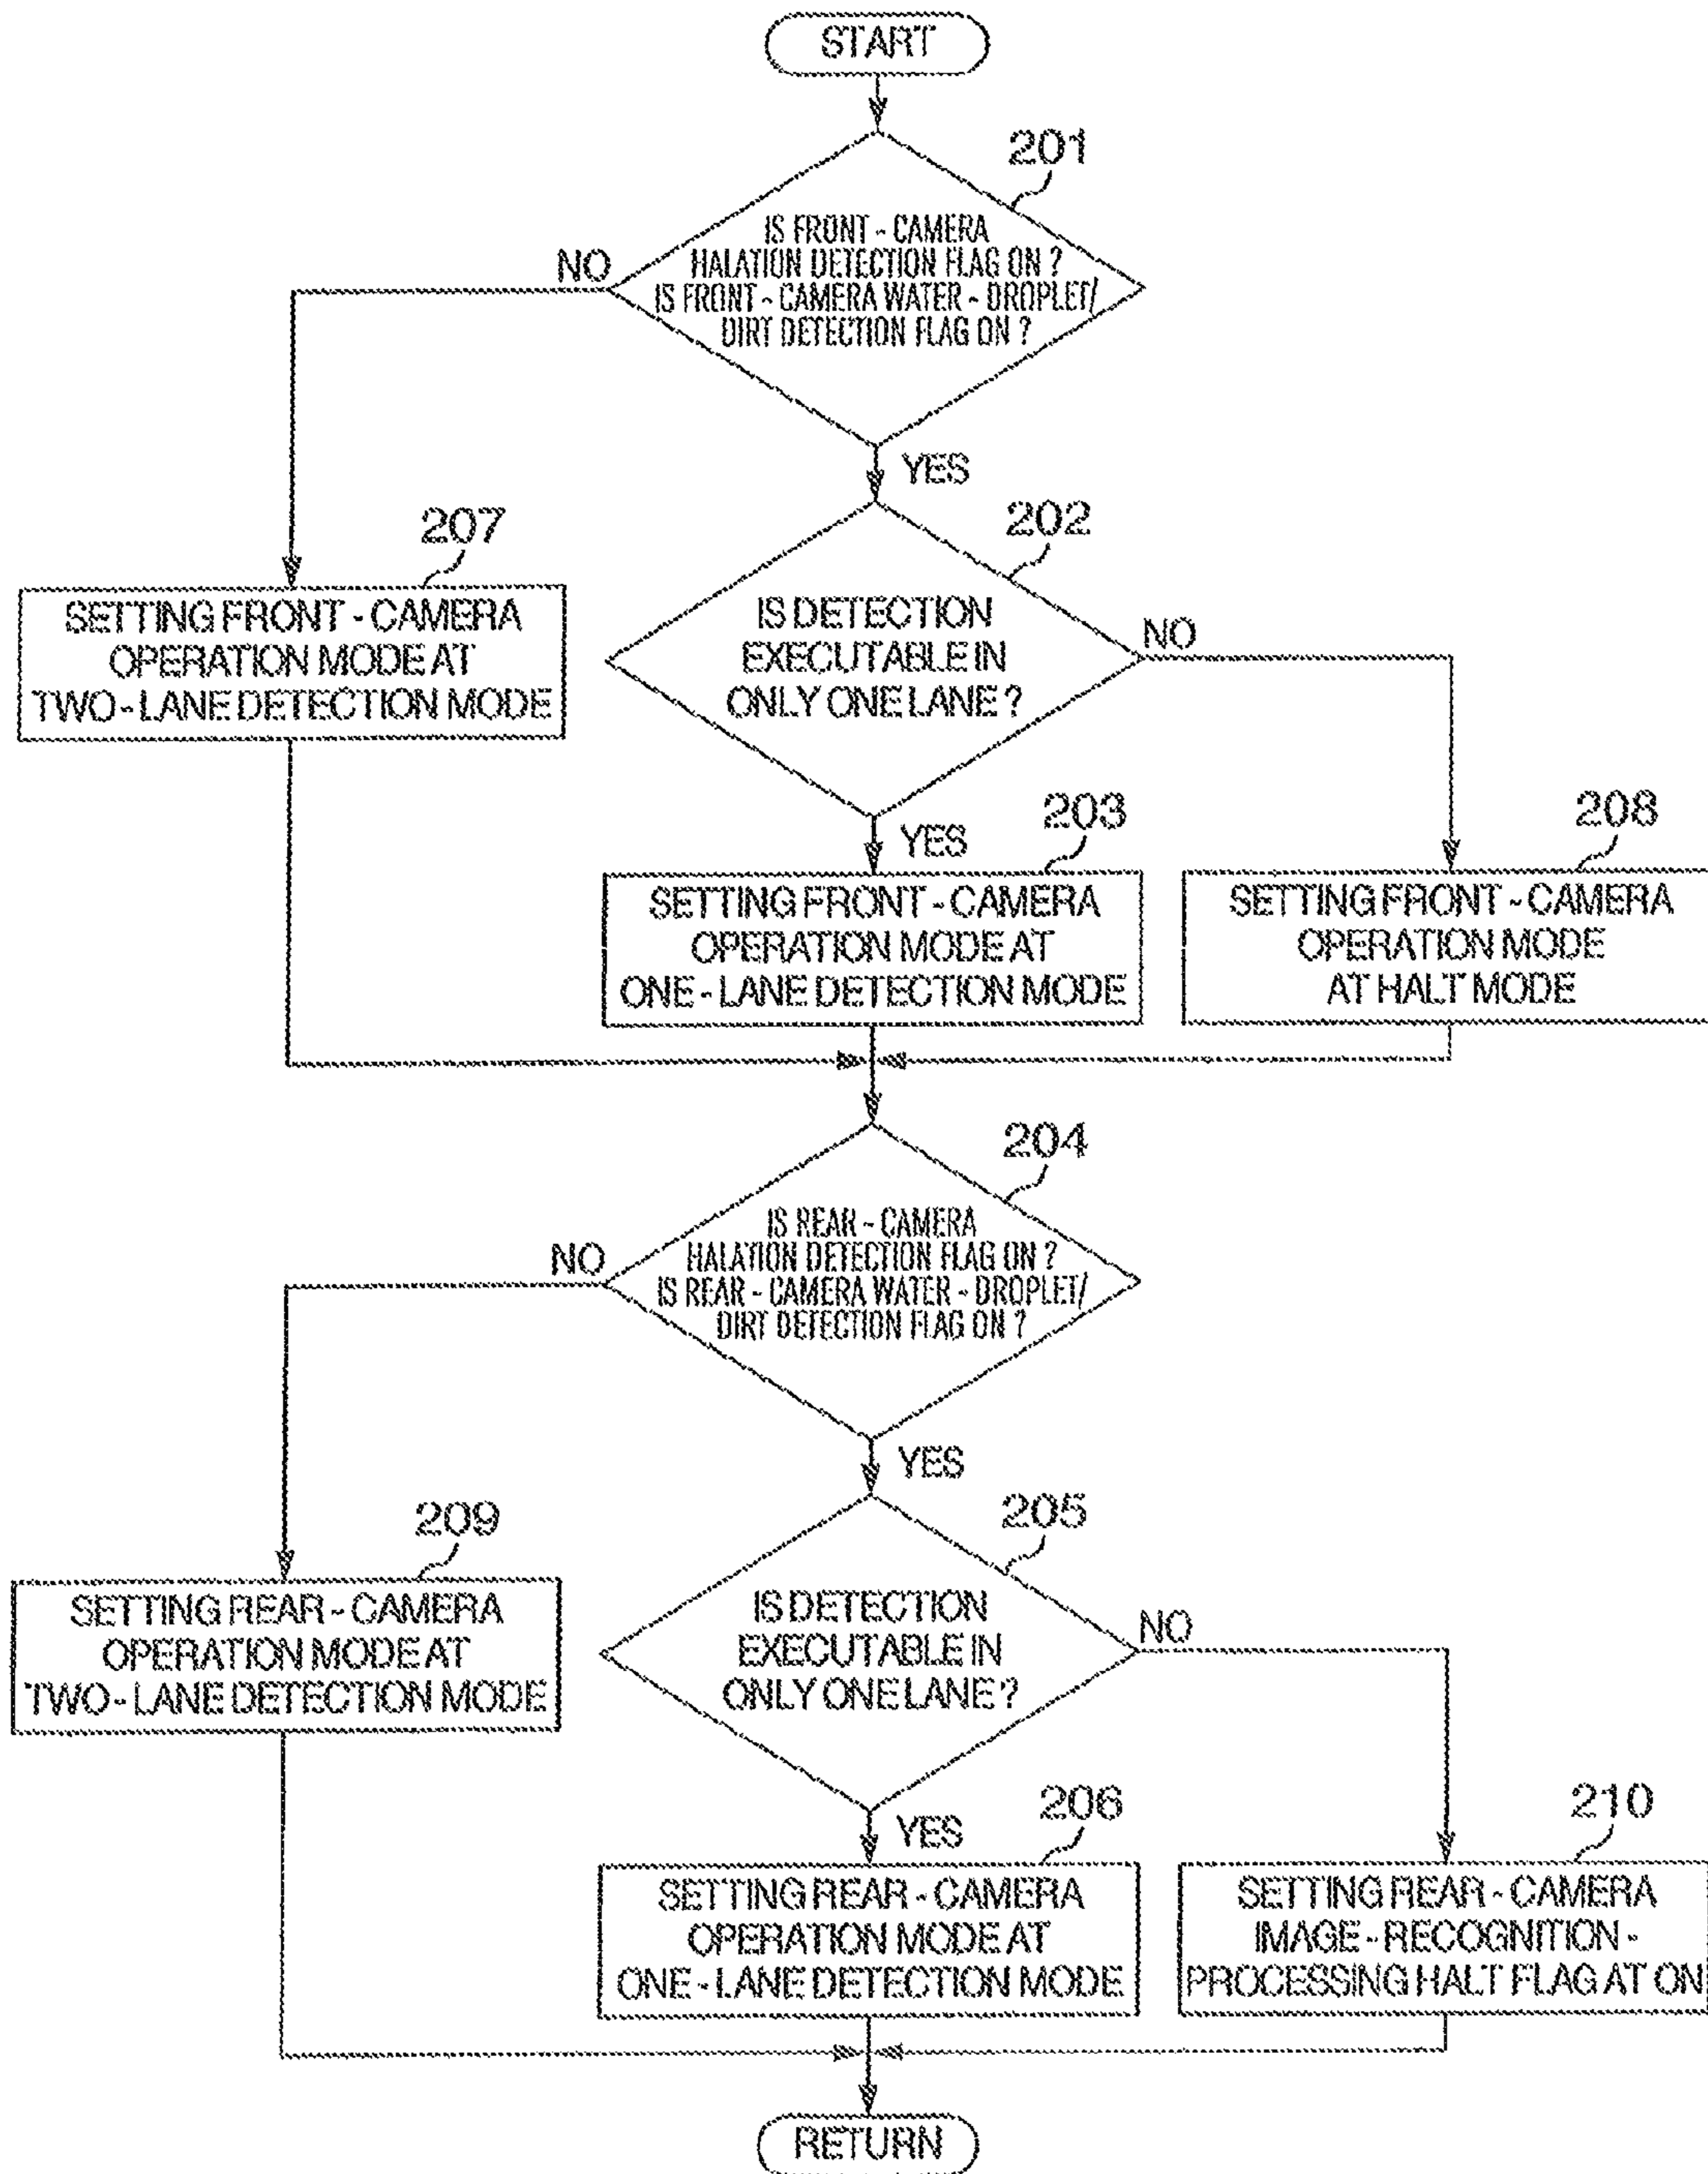 START
201
IS FRONT - CAMERA
HALATION DETECTION FLAG ON ?
IS FRONT - CAMERA WATER - DROPLET/
DIRT DETECTION FLAG ON ?
NO
YES
202
IS DETECTION
EXECUTABLE IN
ONLY ONE LANE ?
NO
YES
207
SETTING FRONT - CAMERA
OPERATION MODE AT
TWO - LANE DETECTION MODE
203
SETTING FRONT - CAMERA
OPERATION MODE AT
ONE - LANE DETECTION MODE
208
SETTING FRONT - CAMERA
OPERATION MODE
AT HALT MODE
204
IS REAR - CAMERA
HALATION DETECTION FLAG ON ?
IS REAR - CAMERA WATER - DROPLET/
DIRT DETECTION FLAG ON ?
NO
YES
205
IS DETECTION
EXECUTABLE IN
ONLY ONE LANE ?
NO
YES
209
SETTING REAR - CAMERA
OPERATION MODE AT
TWO - LANE DETECTION MODE
206
SETTING REAR - CAMERA
OPERATION MODE AT
ONE - LANE DETECTION MODE
210
SETTING REAR - CAMERA
IMAGE - RECOGNITION -
PROCESSING HALT FLAG AT ON
RETURN